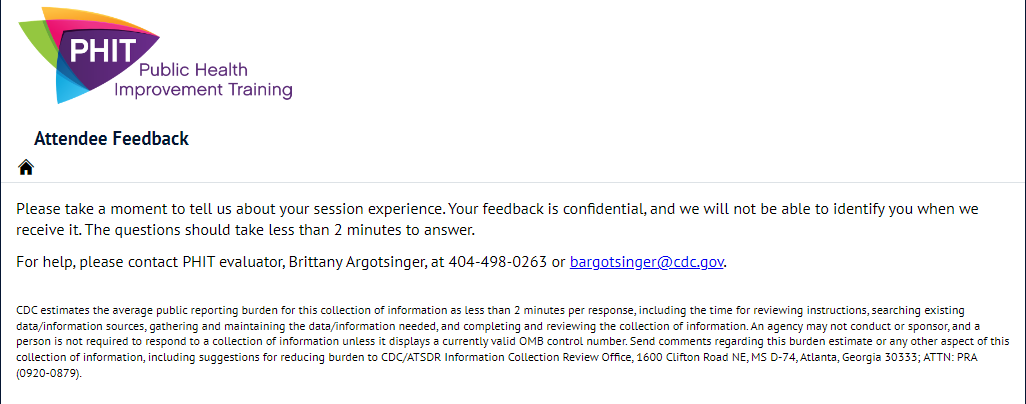 PHIT
Public Health
Improvement Training
Attendee Feedback
Please take a moment to tell us about your session experience. Your feedback is confidential, and we will not be able to identify you when we
receive it. The questions should take less than 2 minutes to answer.
For help, please contact PHIT evaluator, Brittany Argotsinger, at 404-498-0263 or bargotsinger@cdc.gov.
CDC estimates the average public reporting burden for this collection of information as less than 2 minutes per response, including the time for reviewing instructions, searching existing
data/information sources, gathering and maintaining the data/information needed, and completing and reviewing the collection of information. An agency may not conduct or sponsor, and a
person is not required to respond to a collection of information unless it displays a currently valid OMB control number. Send comments regarding this burden estimate or any other aspect of this
collection of information, including suggestions for reducing burden to CDC/ATSDR Information Collection Review Office, 1600 Clifton Road NE, MS D-74, Atlanta, Georgia 30333; ATTN: PRA
(0920-0879).